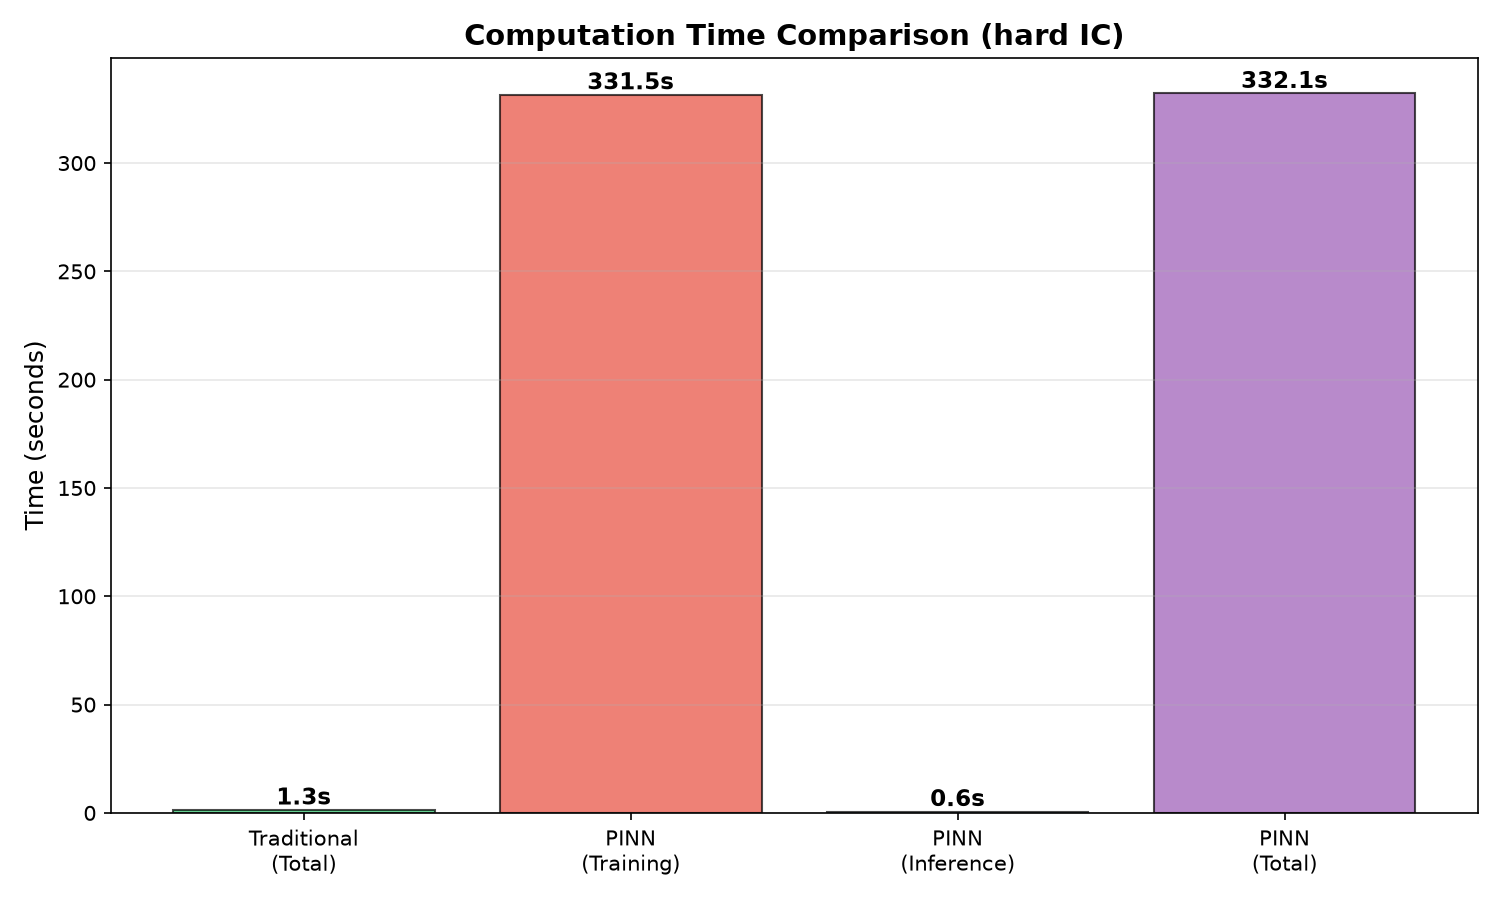 Computation Time Comparison (hard IC)
331.5s
332.1s
1.3s
0.6s
Time (seconds)
300
250
200
150
100
50
0
Traditional
(Total)
PINN
(Training)
PINN
(Inference)
PINN
(Total)